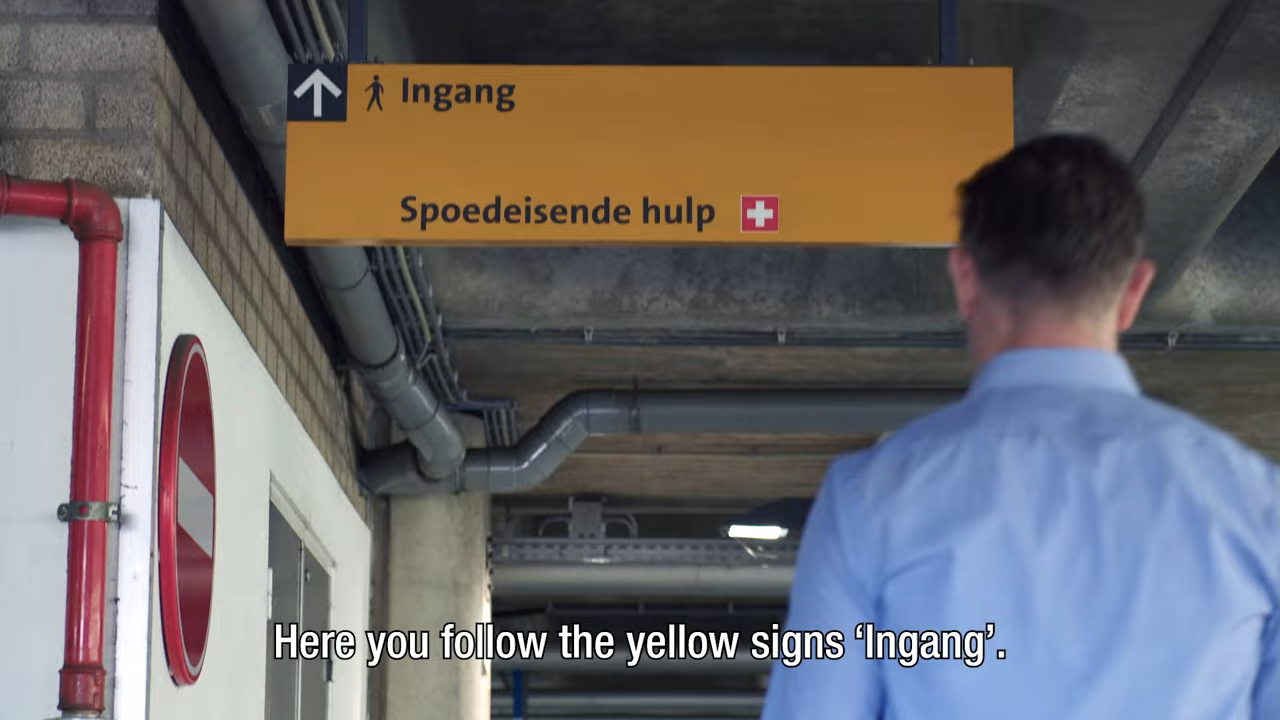 Ingang
Spoedeisende hulp
Here you follow the yellow signs ‘Ingang’.